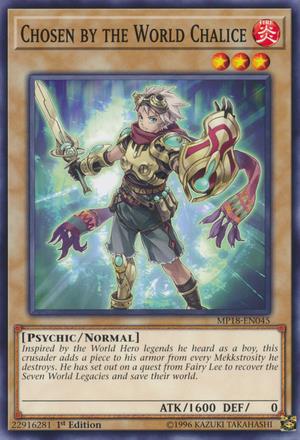 CHOSEN BY THE WORLD CHALICE
FIRE
炎
MP18-EN045
[PSYCHIC/NORMAL]
Inspired by the World Hero legends he heard as a boy, this
crusader adds a piece to his armor from every Mekkstrosity he
destroys. He has set out on a quest from Fairy Lee to recover the
Seven World Legacies and save their world.
ATK/1600 DEF/ 0
22916281 1st Edition ©1996 KAZUKI TAKAHASHI